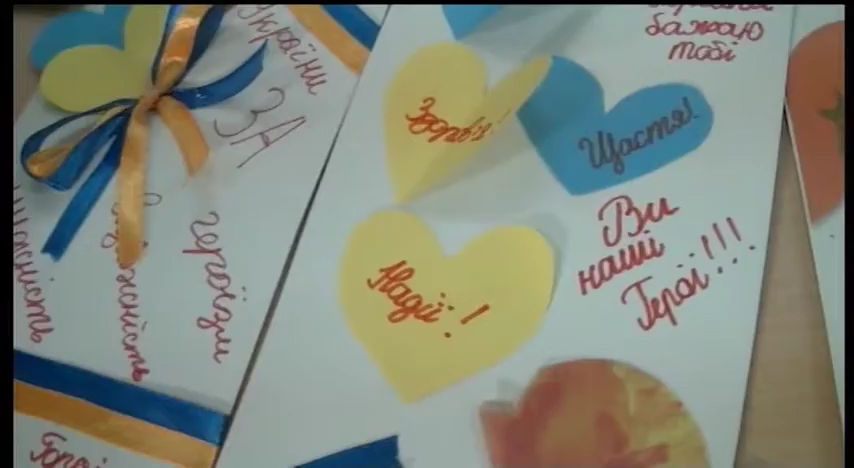 України
ЗА
героїзм
мужність
бажаю
тобі
Здоров'я!
Щастя!
Надії!
Ви
наші
Герої!!!